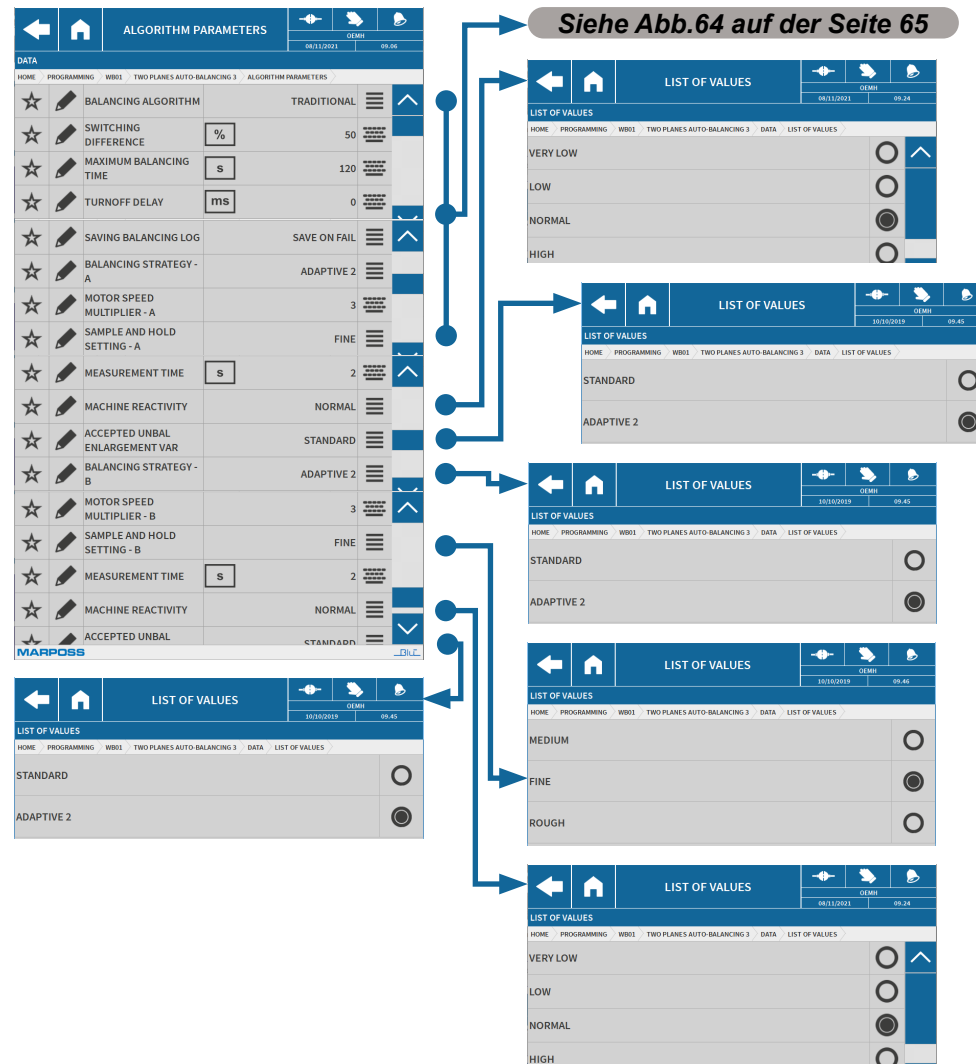 ALGORITHM PARAMETERS
OEMH
08/11/2021 09.06
DATA
HOME PROGRAMMING WB01 TWO PLANES AUTO-BALANCING 3 ALGORITHM PARAMETERS
BALANCING ALGORITHM TRADITIONAL
SWITCHING
DIFFERENCE % 50
MAXIMUM BALANCING
TIME s 120
TURNOFF DELAY ms 0
SAVING BALANCING LOG SAVE ON FAIL
BALANCING STRATEGY -
A ADAPTIVE 2
MOTOR SPEED
MULTIPLIER - A 3
SAMPLE AND HOLD
SETTING - A FINE
MEASUREMENT TIME s 2
MACHINE REACTIVITY NORMAL
ACCEPTED UNBAL
ENLARGEMENT VAR STANDARD
BALANCING STRATEGY -
B ADAPTIVE 2
MOTOR SPEED
MULTIPLIER - B 3
SAMPLE AND HOLD
SETTING - B FINE
MEASUREMENT TIME s 2
MACHINE REACTIVITY NORMAL
ACCEPTED UNBAL
STANDARD
MARPOSS
LIST OF VALUES
OEMH
10/10/2019 09.45
LIST OF VALUES
HOME PROGRAMMING WB01 TWO PLANES AUTO-BALANCING 3 DATA LIST OF VALUES
STANDARD
ADAPTIVE 2
Siehe Abb.64 auf der Seite 65
LIST OF VALUES
OEMH
08/11/2021 09.24
LIST OF VALUES
HOME PROGRAMMING WB01 TWO PLANES AUTO-BALANCING 3 DATA LIST OF VALUES
VERY LOW
LOW
NORMAL
HIGH
LIST OF VALUES
OEMH
10/10/2019 09.45
LIST OF VALUES
HOME PROGRAMMING WB01 TWO PLANES AUTO-BALANCING 3 DATA LIST OF VALUES
STANDARD
ADAPTIVE 2
LIST OF VALUES
OEMH
10/10/2019 09.45
LIST OF VALUES
HOME PROGRAMMING WB01 TWO PLANES AUTO-BALANCING 3 DATA LIST OF VALUES
STANDARD
ADAPTIVE 2
LIST OF VALUES
OEMH
10/10/2019 09.46
LIST OF VALUES
HOME PROGRAMMING WB01 TWO PLANES AUTO-BALANCING 3 DATA LIST OF VALUES
MEDIUM
FINE
ROUGH
LIST OF VALUES
OEMH
08/11/2021 09.24
LIST OF VALUES
HOME PROGRAMMING WB01 TWO PLANES AUTO-BALANCING 3 DATA LIST OF VALUES
VERY LOW
LOW
NORMAL
HIGH